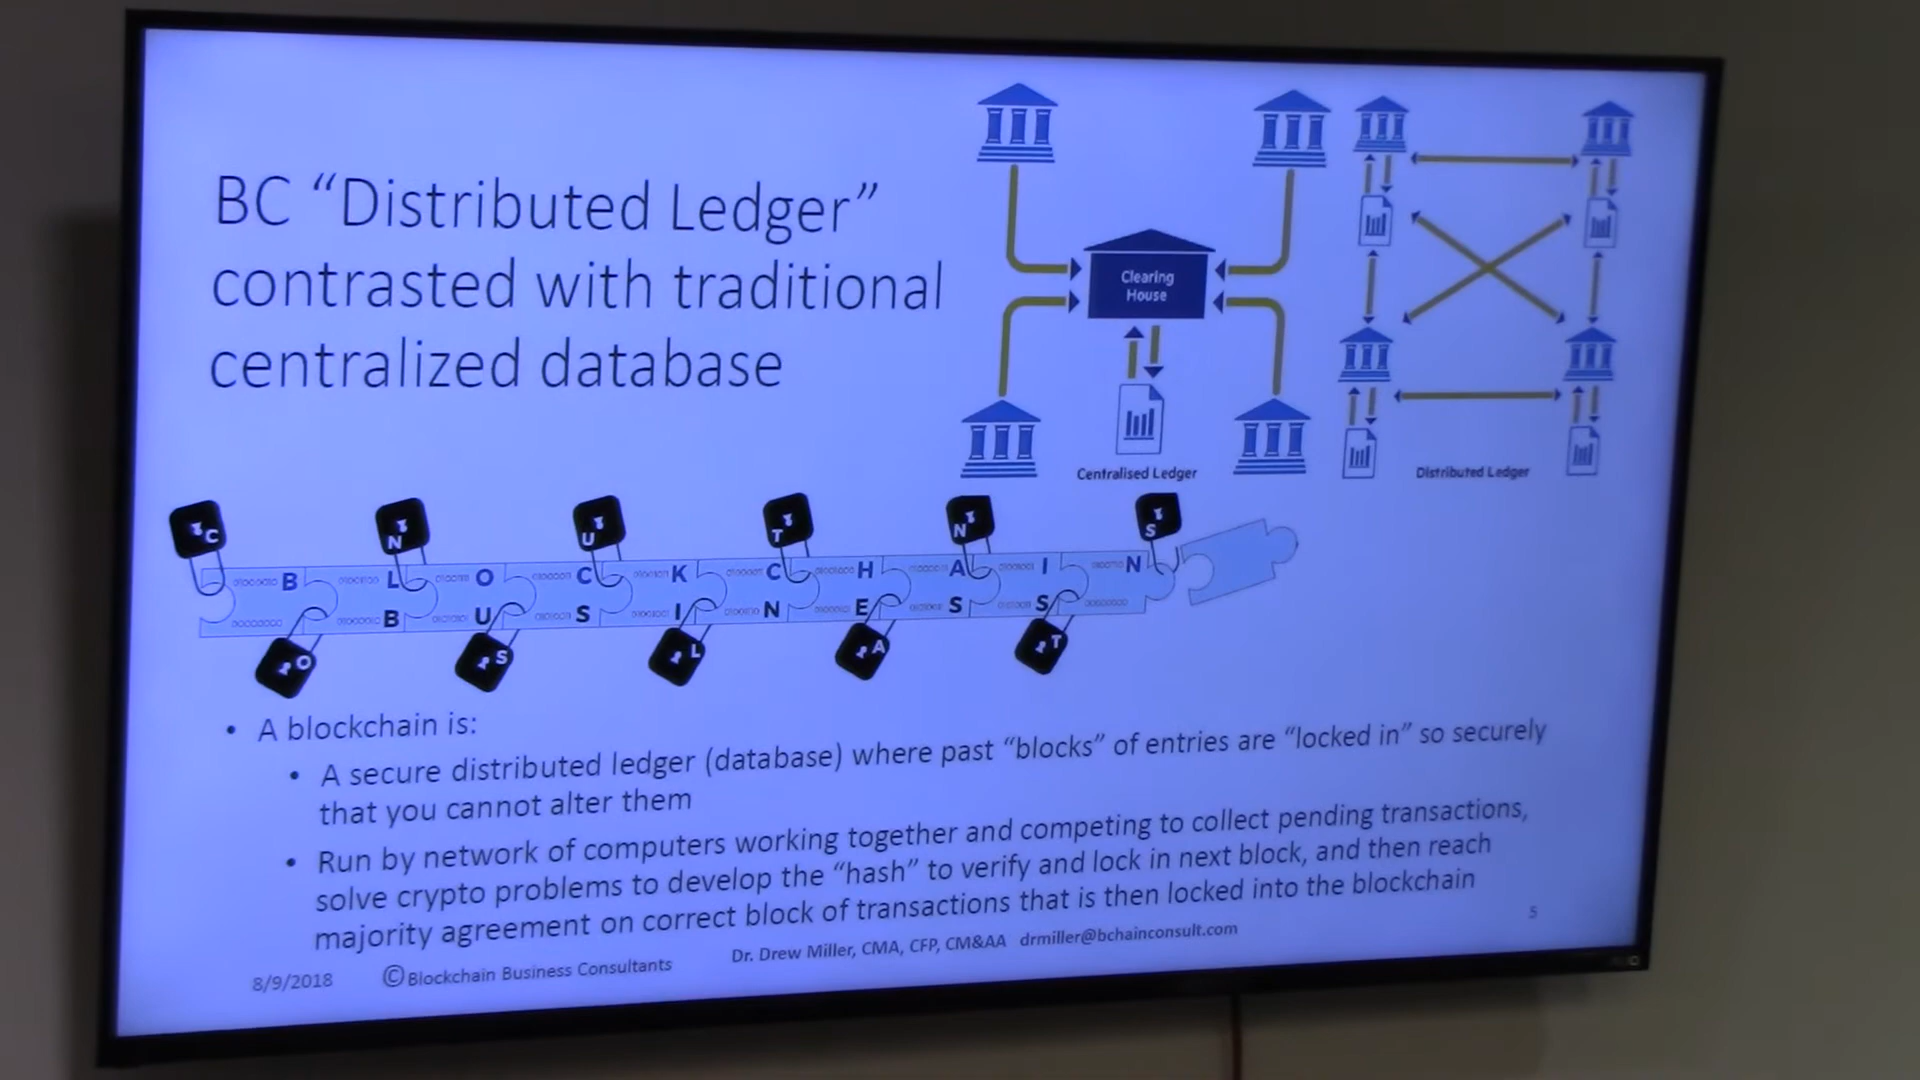 BC “Distributed Ledger”
contrasted with traditional
centralized database
Clearing
House
Centralised Ledger
Distributed Ledger
C N U T N S
B L O C K C H A I N
B U S I N E S S
O S L A T
• A blockchain is:
• A secure distributed ledger (database) where past “blocks” of entries are “locked in” so securely
that you cannot alter them
• Run by network of computers working together and competing to collect pending transactions,
solve crypto problems to develop the “hash” to verify and lock in next block, and then reach
majority agreement on correct block of transactions that is then locked into the blockchain
5
8/9/2018
©Blockchain Business Consultants
Dr. Drew Miller, CMA, CFP, CM&AA drmiller@bchainconsult.com